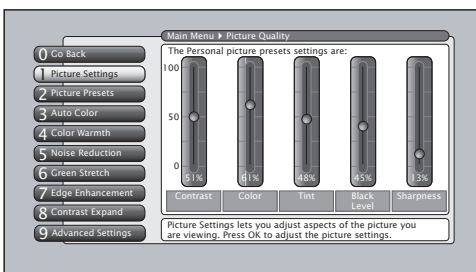 Main Menu Picture Quality
0 Go Back
1 Picture Settings
2 Picture Presets
3 Auto Color
4 Color Warmth
5 Noise Reduction
6 Green Stretch
7 Edge Enhancement
8 Contrast Expand
9 Advanced Settings
The Personal picture presets settings are:
100
50
0
51% 61% 48% 45% 13%
Contrast Color Tint Black Level Sharpness
Picture Settings lets you adjust aspects of the picture you
are viewing. Press OK to adjust the picture settings.